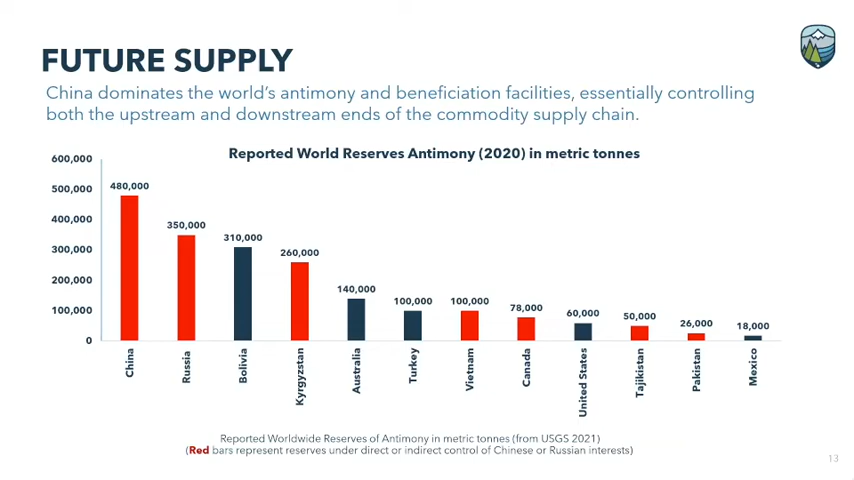 FUTURE SUPPLY
China dominates the world's antimony and beneficiation facilities, essentially controlling
both the upstream and downstream ends of the commodity supply chain.
Reported World Reserves Antimony (2020) in metric tonnes
600,000
500,000
400,000
300,000
200,000
100,000
0
480,000
350,000
310,000
260,000
140,000
100,000
100,000
78,000
60,000
50,000
26,000
18,000
China
Russia
Bolivia
Kyrgyzstan
Australia
Turkey
Vietnam
Canada
United States
Tajikistan
Pakistan
Mexico
Reported Worldwide Reserves of Antimony in metric tonnes (from USGS 2021)
(Red bars represent reserves under direct or indirect control of Chinese or Russian interests)
13